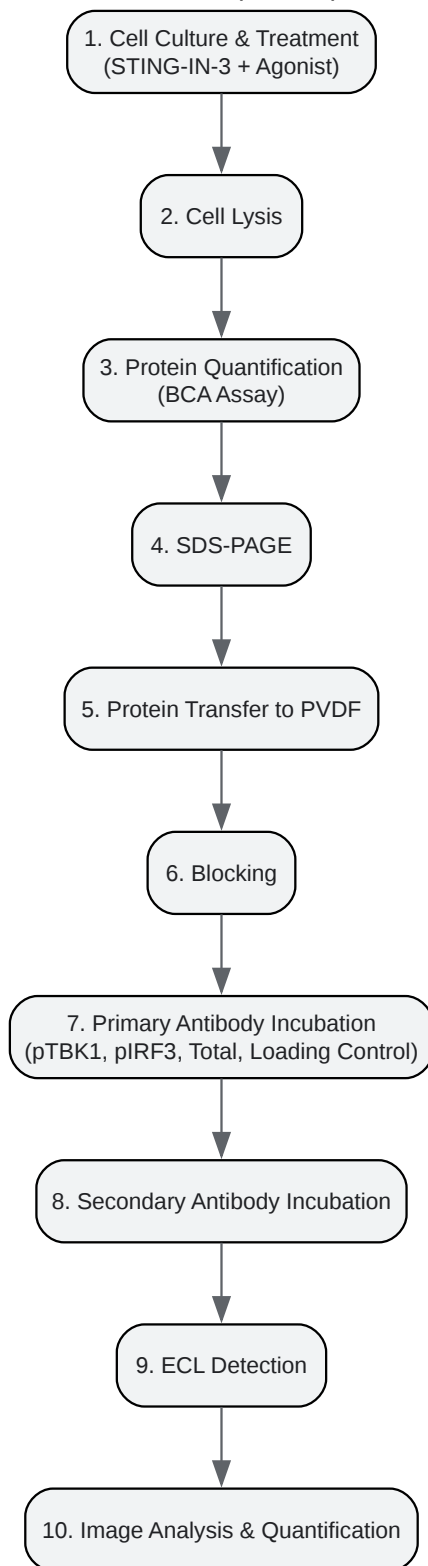 1. Cell Culture & Treatment
(STING-IN-3 + Agonist)
2. Cell Lysis
3. Protein Quantification
(BCA Assay)
4. SDS-PAGE
5. Protein Transfer to PVDF
6. Blocking
7. Primary Antibody Incubation
(pTBK1, pIRF3, Total, Loading Control)
8. Secondary Antibody Incubation
9. ECL Detection
10. Image Analysis & Quantification